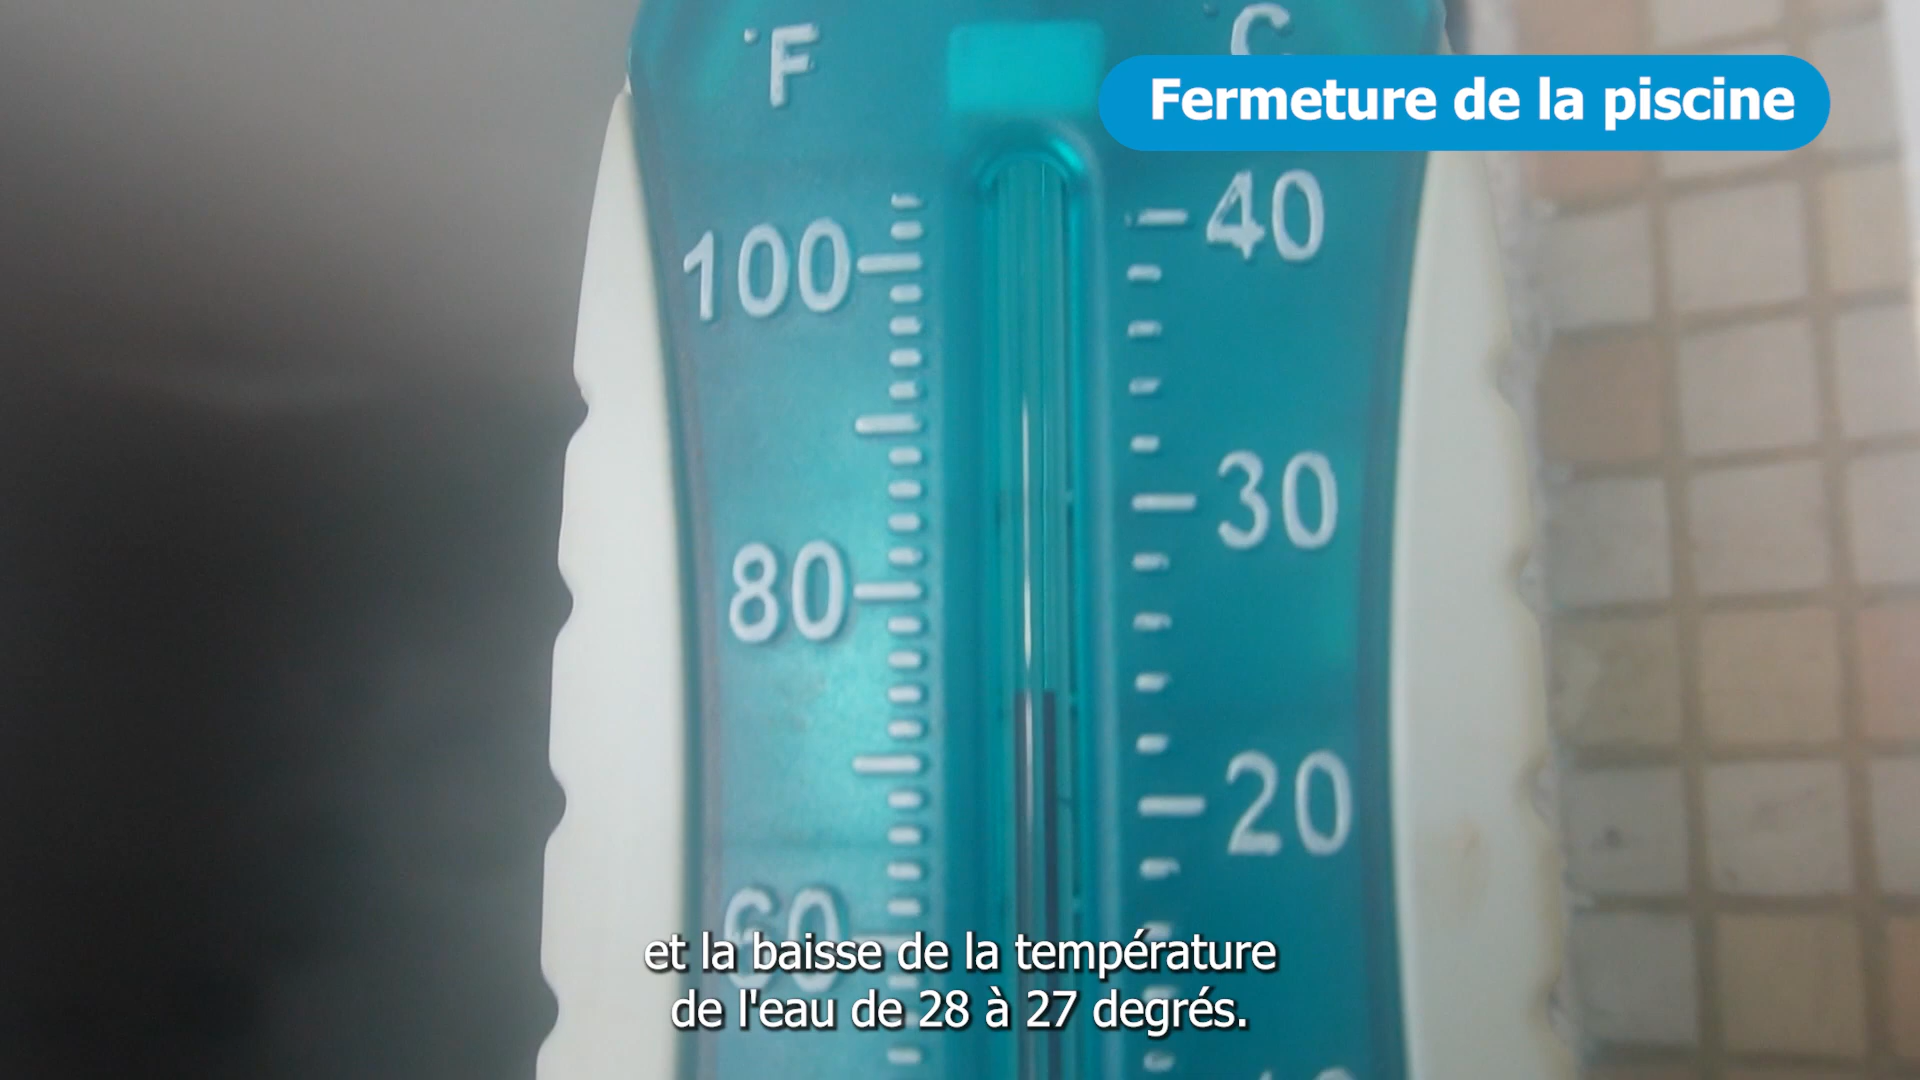 °F
°C
Fermeture de la piscine
100
40
30
80
20
60
et la baisse de la température
de l'eau de 28 à 27 degrés.